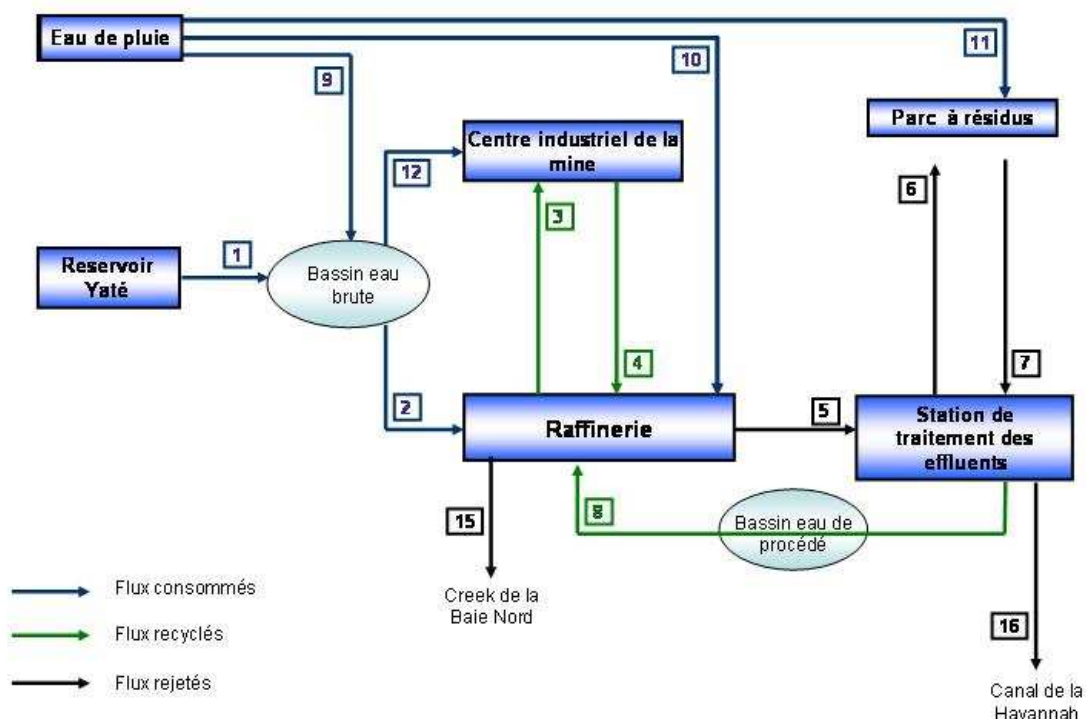 Eau de pluie
11
10
9
Parc à résidus
Centre industriel de la
mine
12
6
3
1
Reservoir
Yaté
Bassin eau
brute
4
7
2
5
Raffinerie
Station de
traitement des
effluents
8
15
Bassin eau de
procédé
Flux consommés
Creek de la
Baie Nord
Flux recyclés
16
Flux rejetés
Canal de la
Havannah